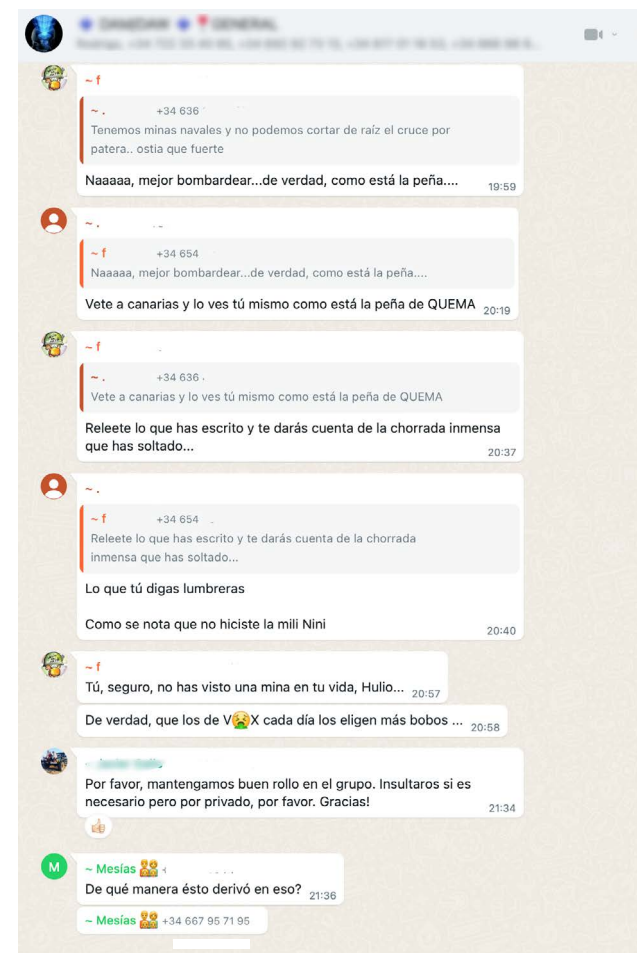 ~ f
~ . +34 636
Tenemos minas navales y no podemos cortar de raíz el cruce por
patera.. ostia que fuerte
Naaaaa, mejor bombardear...de verdad, como está la peña....
19:59
~ .
~ f +34 654
Naaaaa, mejor bombardear...de verdad, como está la peña....
Vete a canarias y lo ves tú mismo como está la peña de QUEMA 20:19
~ f
~ . +34 636
Vete a canarias y lo ves tú mismo como está la peña de QUEMA
Releete lo que has escrito y te darás cuenta de la chorrada inmensa
que has soltado...
20:37
~ .
~ f +34 654
Releete lo que has escrito y te darás cuenta de la chorrada
inmensa que has soltado...
Lo que tú digas lumbreras
Como se nota que no hiciste la mili Nini
20:40
~ f
Tú, seguro, no has visto una mina en tu vida, Hulio... 20:57
De verdad, que los de V🤮X cada día los eligen más bobos ... 20:58
Por favor, mantengamos buen rollo en el grupo. Insultaros si es
necesario pero por privado, por favor. Gracias!
21:34
M
~ Mesías
De qué manera ésto derivó en eso? 21:36
~ Mesías +34 667 95 71 95